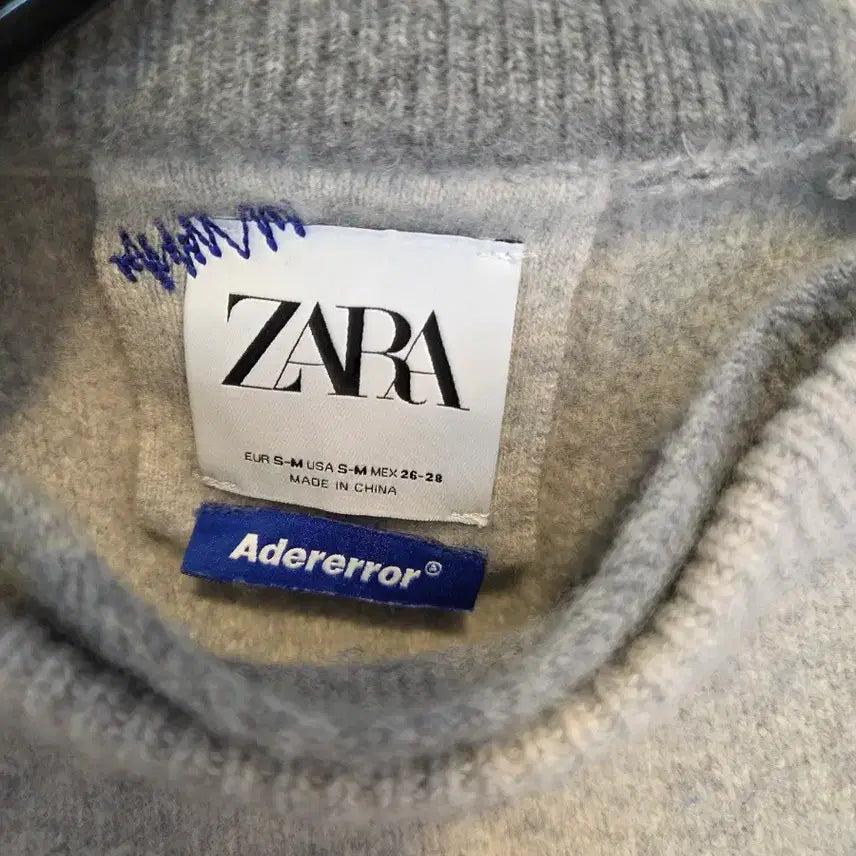 ZARA
EUR S-M USA S-M MEX 26-28
MADE IN CHINA
Adererror